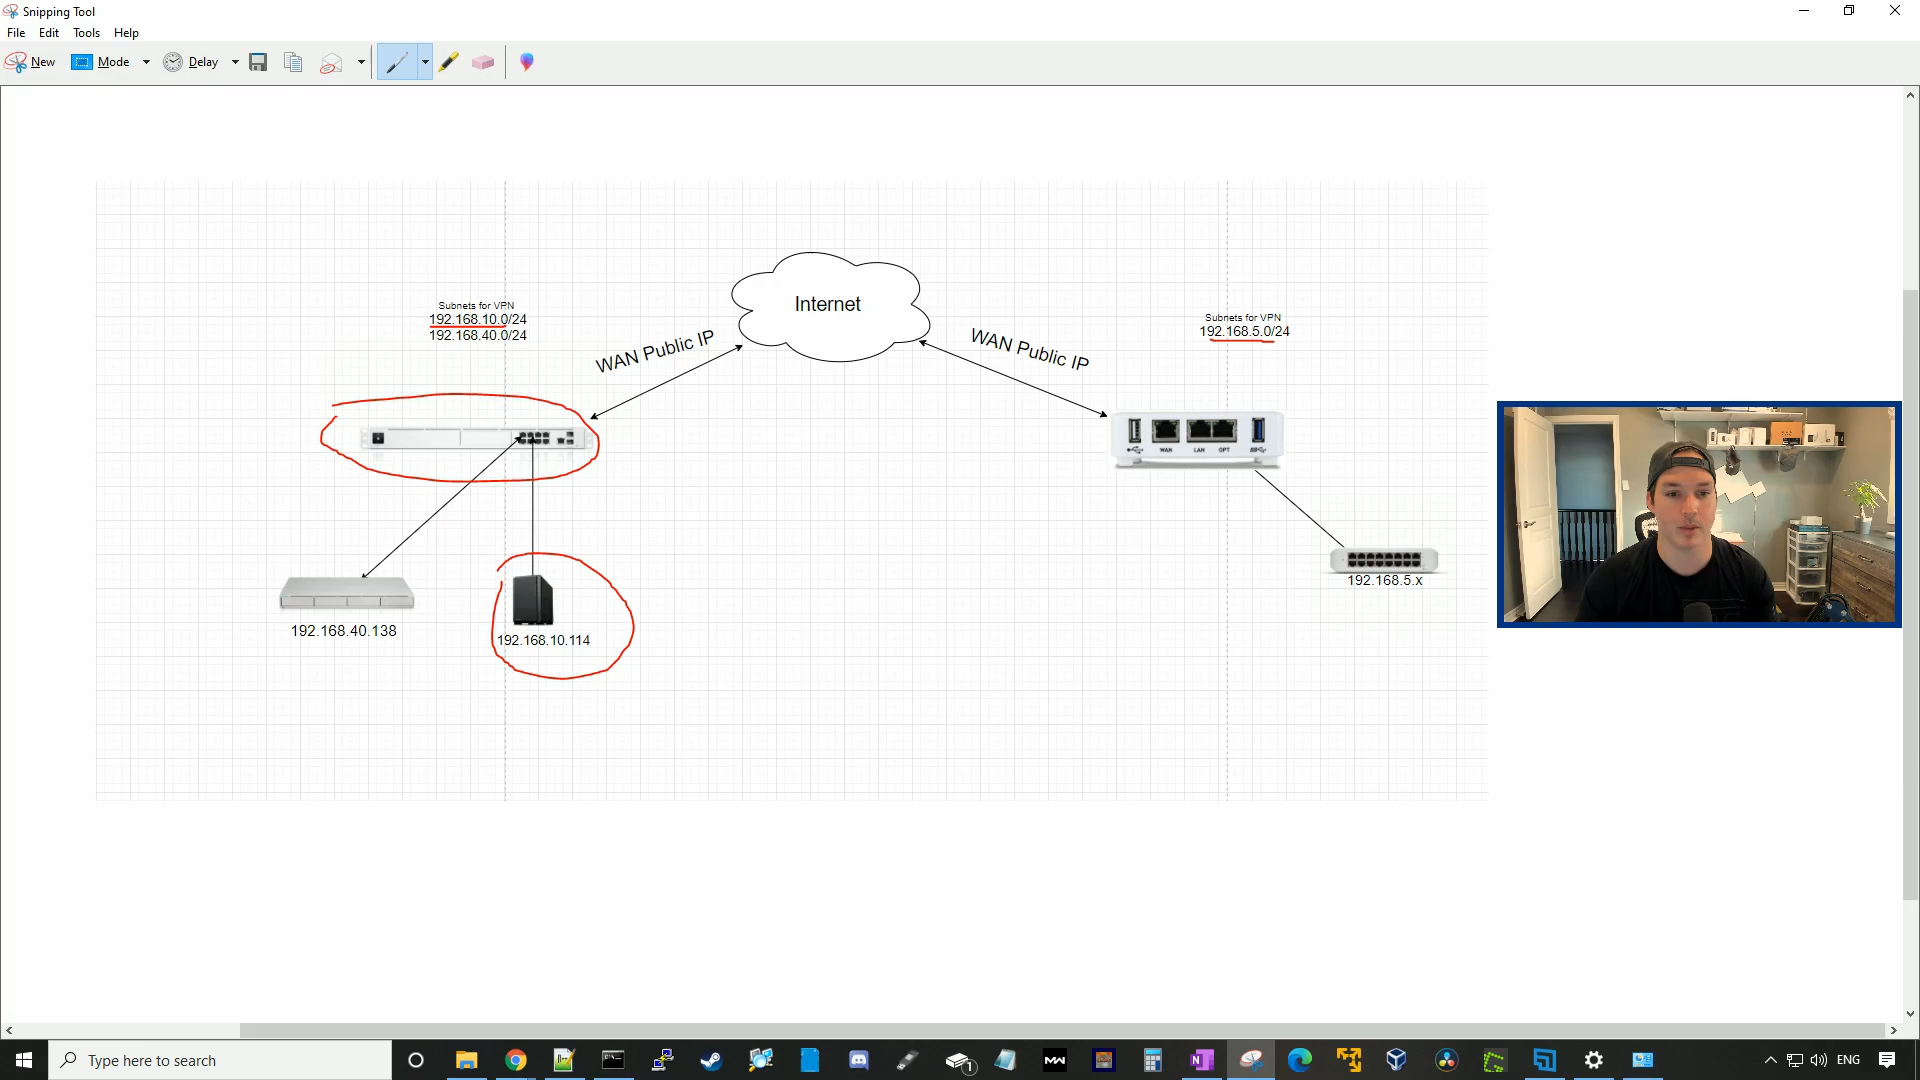 Snipping Tool
File Edit Tools Help
New Mode Delay
Internet
Subnets for VPN
192.168.10.0/24
192.168.40.0/24
WAN Public IP
WAN Public IP
Subnets for VPN
192.168.5.0/24
WAN LAN OPT
192.168.5.x
192.168.40.138
192.168.10.114
Type here to search
1
ENG